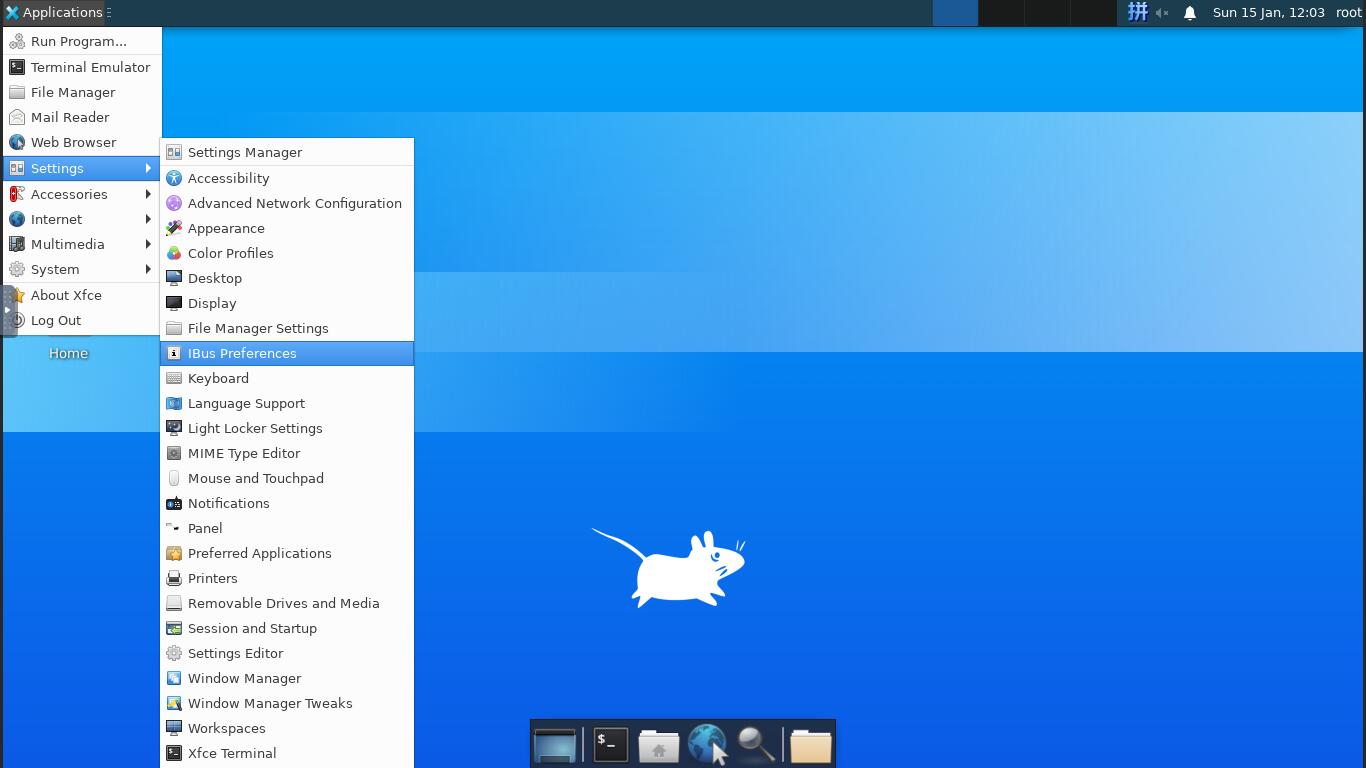 Applications
拼
Sun 15 Jan, 12:03
root
Run Program...
Terminal Emulator
File Manager
Mail Reader
Web Browser
Settings
Accessories
Internet
Multimedia
System
About Xfce
Log Out
Home
Settings Manager
Accessibility
Advanced Network Configuration
Appearance
Color Profiles
Desktop
Display
File Manager Settings
IBus Preferences
Keyboard
Language Support
Light Locker Settings
MIME Type Editor
Mouse and Touchpad
Notifications
Panel
Preferred Applications
Printers
Removable Drives and Media
Session and Startup
Settings Editor
Window Manager
Window Manager Tweaks
Workspaces
Xfce Terminal
$_